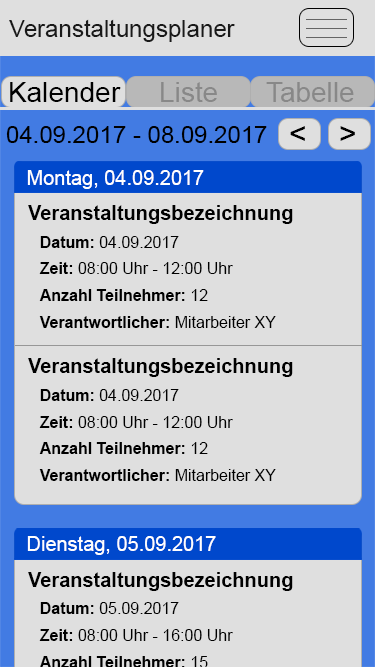 Veranstaltungsplaner
Kalender Liste Tabelle
04.09.2017 - 08.09.2017 < >
Montag, 04.09.2017
Veranstaltungsbezeichnung
Datum: 04.09.2017
Zeit: 08:00 Uhr - 12:00 Uhr
Anzahl Teilnehmer: 12
Verantwortlicher: Mitarbeiter XY
Veranstaltungsbezeichnung
Datum: 04.09.2017
Zeit: 08:00 Uhr - 12:00 Uhr
Anzahl Teilnehmer: 12
Verantwortlicher: Mitarbeiter XY
Dienstag, 05.09.2017
Veranstaltungsbezeichnung
Datum: 05.09.2017
Zeit: 08:00 Uhr - 16:00 Uhr
Anzahl Teilnehmer: 15